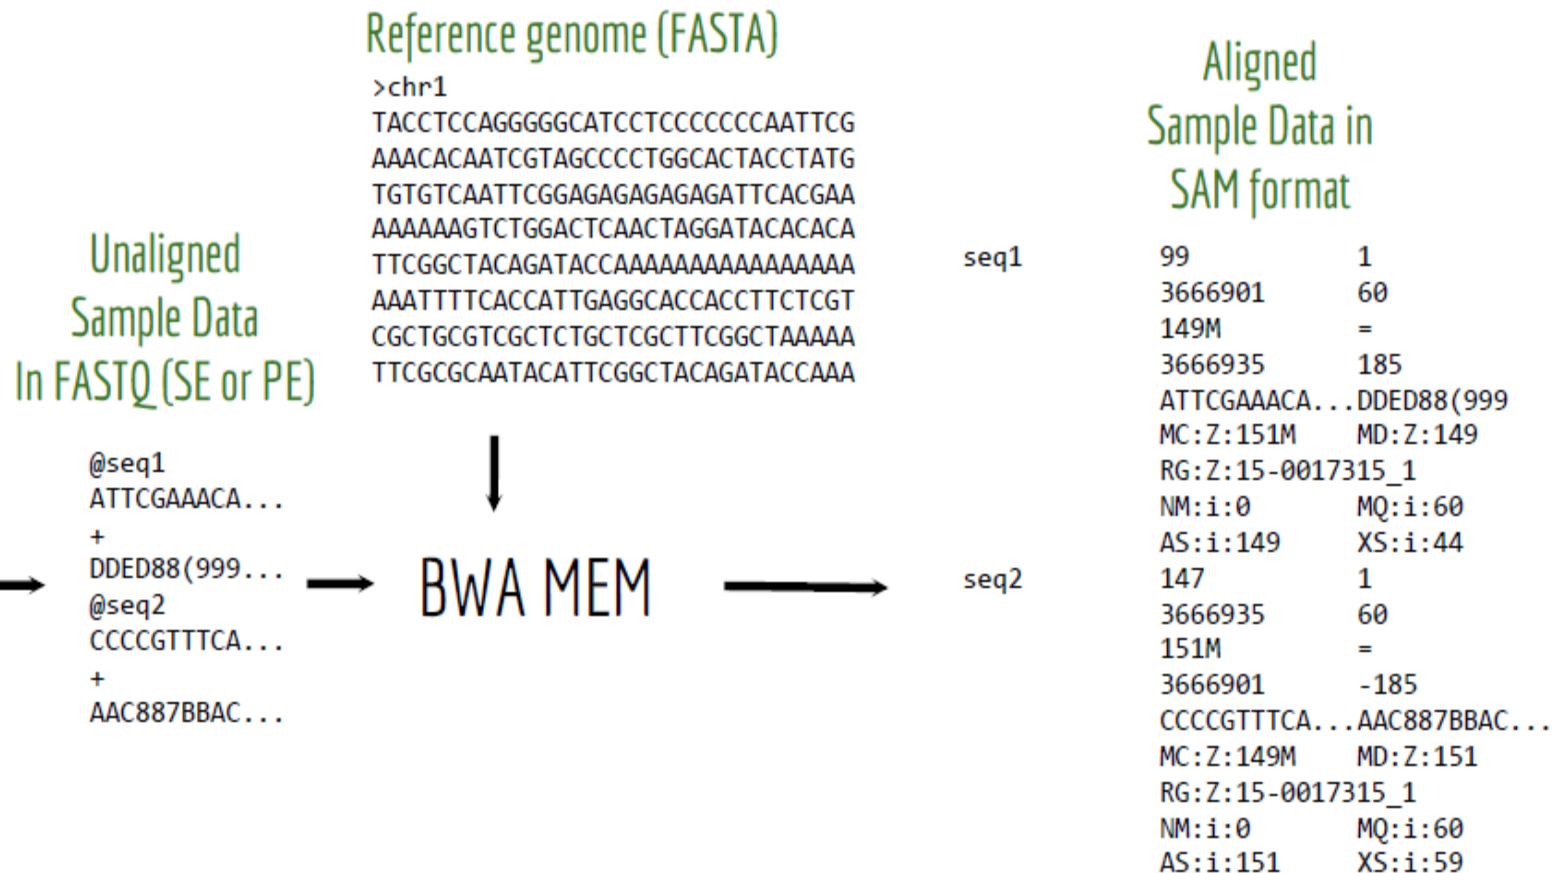 Reference genome (FASTA)
>chr1
TACCTCCAGGGGGCATCCTCCCCCCCAATTCG
AAACACAATCGTAGCCCCTGGCACTACCTATG
TGTGTCAATTCGGAGAGAGAGAGATTCACGAA
AAAAAAGTCTGGACTCAACTAGGATACACACA
TTCGGCTACAGATACCAAAAAAAAAAAAAAAA
AAATTTTCACCATTGAGGCACCACCTTCTCGT
CGCTGCGTCGCTCTGCTCGCTTCGGCTAAAAA
TTCGCGCAATACATTCGGCTACAGATACCAAA
Unaligned
Sample Data
In FASTQ (SE or PE)
@seq1
ATTCGAAACA...
+
DDED88(999...
@seq2
CCCCGTTTCA...
+
AAC887BBAC...
BWA MEM
Aligned
Sample Data in
SAM format
seq1 99 1
3666901 60
149M =
3666935 185
ATTCGAAACA...DDED88(999
MC:Z:151M MD:Z:149
RG:Z:15-0017315_1
NM:i:0 MQ:i:60
AS:i:149 XS:i:44
seq2 147 1
3666935 60
151M =
3666901 -185
CCCCGTTTCA...AAC887BBAC...
MC:Z:149M MD:Z:151
RG:Z:15-0017315_1
NM:i:0 MQ:i:60
AS:i:151 XS:i:59